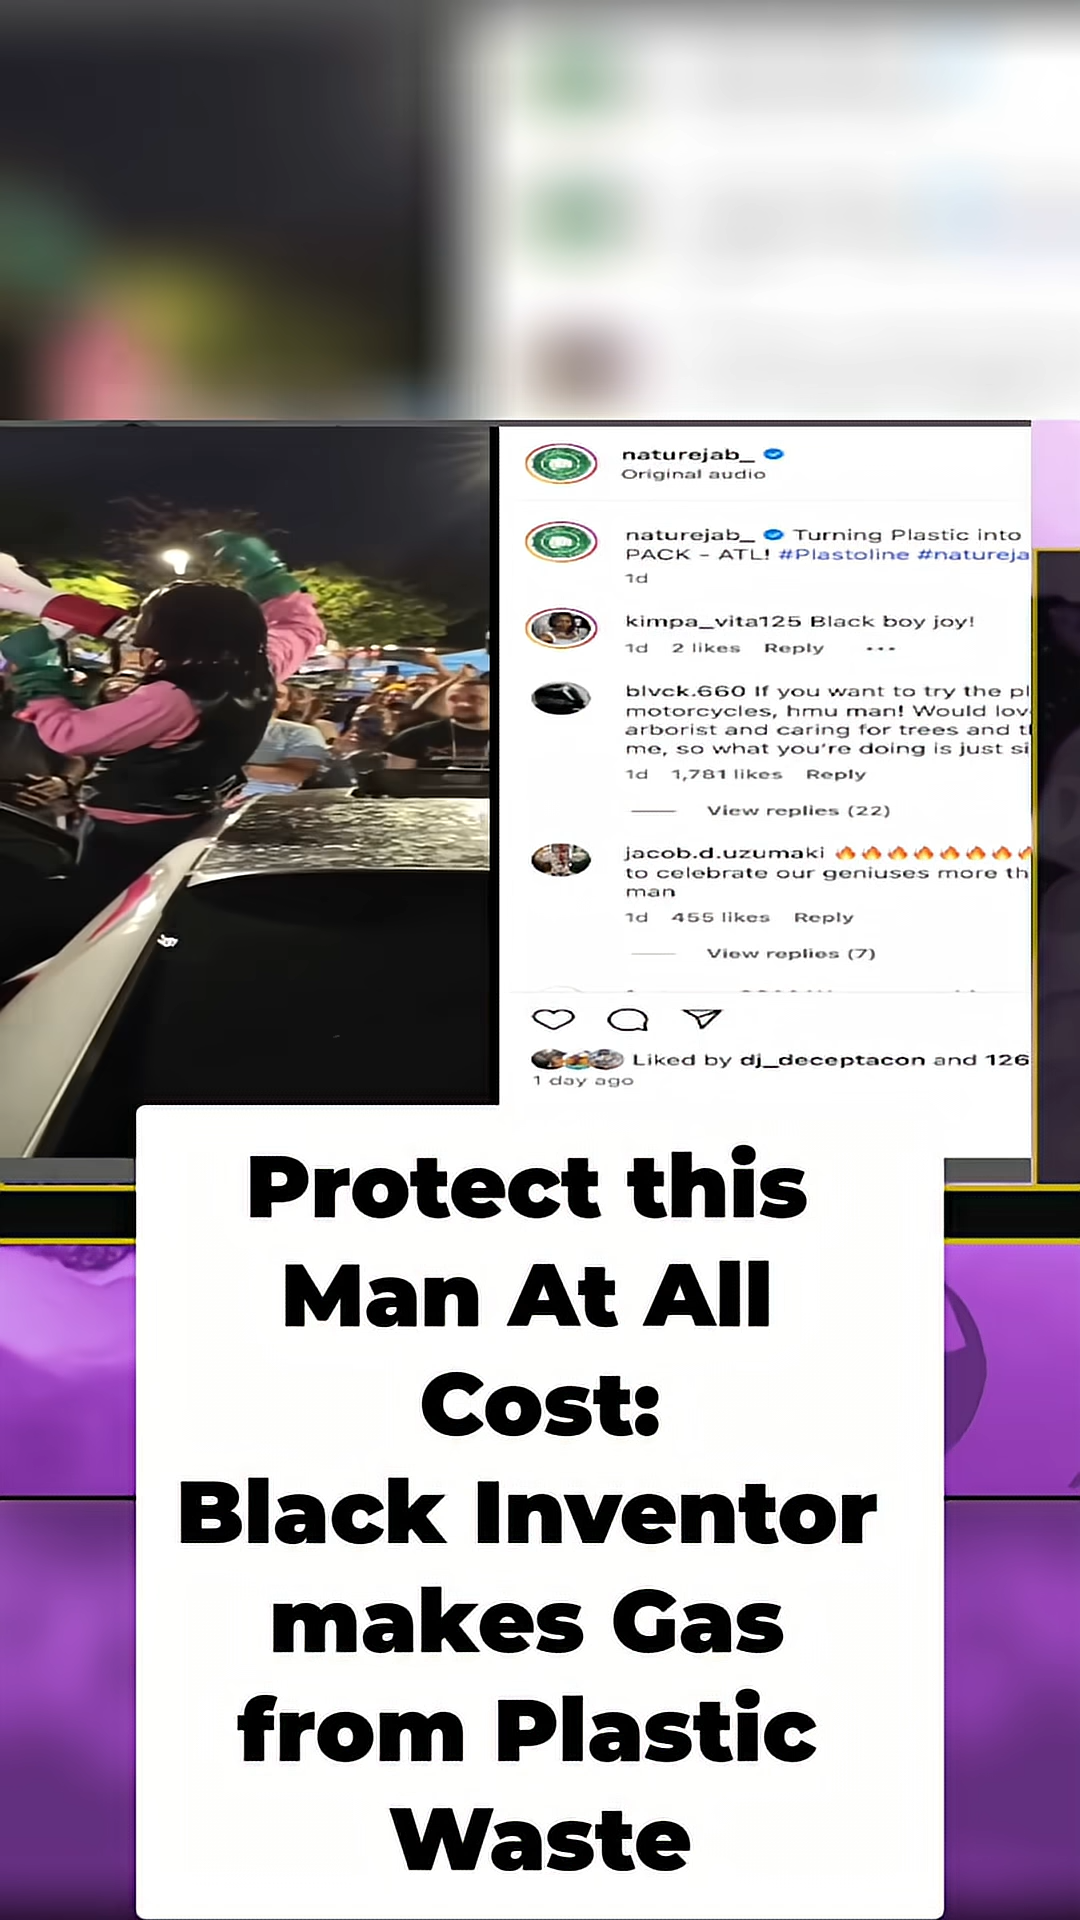 naturejab_
Original audio
naturejab_ Turning Plastic into
PACK - ATL! #Plastoline #natureja
1d
kimpa_vita125 Black boy joy!
1d 2 likes Reply
blvck.660 If you want to try the pl
motorcycles, hmu man! Would lov
arborist and caring for trees and t
me, so what you're doing is just si
1d 1,781 likes Reply
View replies (22)
jacob.d.uzumaki 🔥🔥🔥🔥🔥🔥🔥🔥
to celebrate our geniuses more th
man
1d 455 likes Reply
View replies (7)
Liked by dj_deceptacon and 126
1 day ago
Protect this
Man At All
Cost:
Black Inventor
makes Gas
from Plastic
Waste